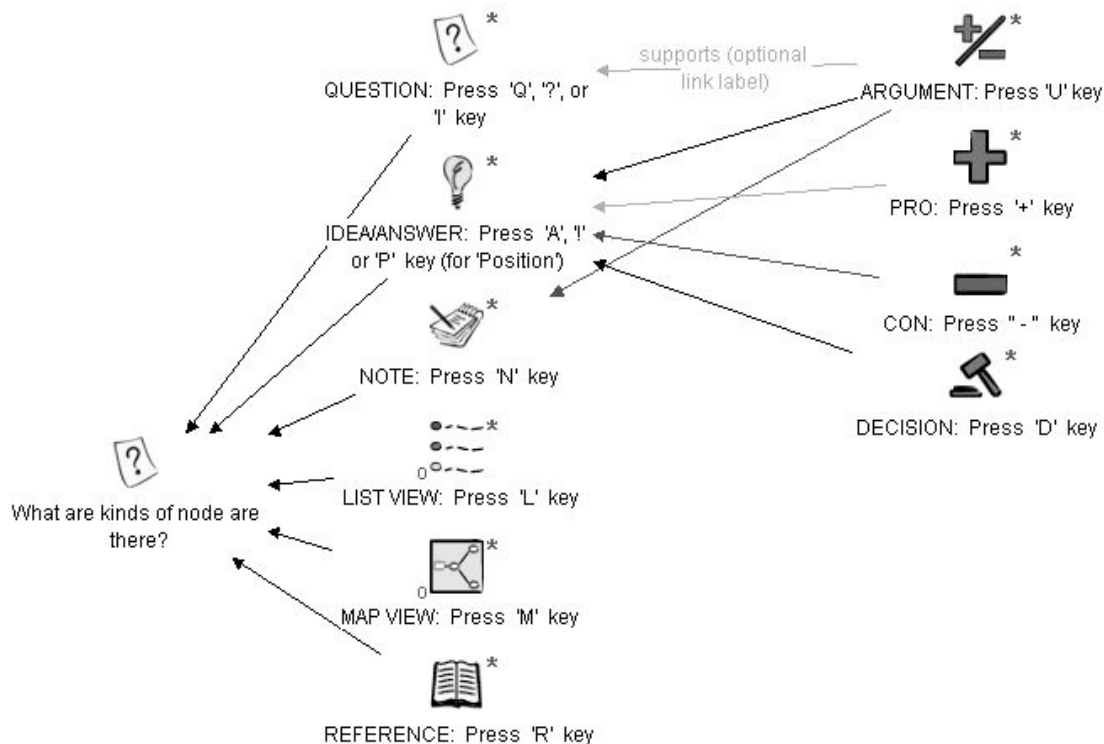 *
?
QUESTION: Press 'Q', '?', or
'I' key
*
IDEA/ANSWER: Press 'A', '!'
or 'P' key (for 'Position')
*
NOTE: Press 'N' key
*
0
LIST VIEW: Press 'L' key
*
0
MAP VIEW: Press 'M' key
*
REFERENCE: Press 'R' key
?
What are kinds of node are
there?
supports (optional
link label)
*
ARGUMENT: Press 'U' key
*
PRO: Press '+' key
*
CON: Press " - " key
*
DECISION: Press 'D' key